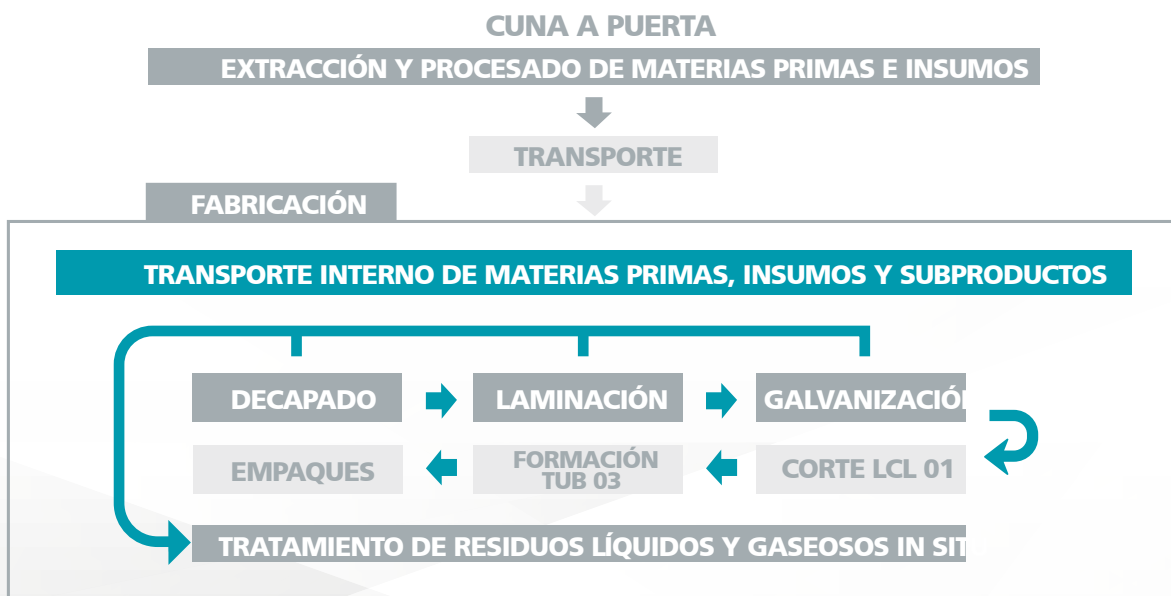 CUNA A PUERTA
EXTRACCIÓN Y PROCESADO DE MATERIAS PRIMAS E INSUMOS
TRANSPORTE
FABRICACIÓN
TRANSPORTE INTERNO DE MATERIAS PRIMAS, INSUMOS Y SUBPRODUCTOS
DECAPADO
LAMINACIÓN
GALVANIZACIÓN
EMPAQUES
FORMACIÓN
TUB 03
CORTE LCL 01
TRATAMIENTO DE RESIDUOS LÍQUIDOS Y GASEOSOS IN SIT